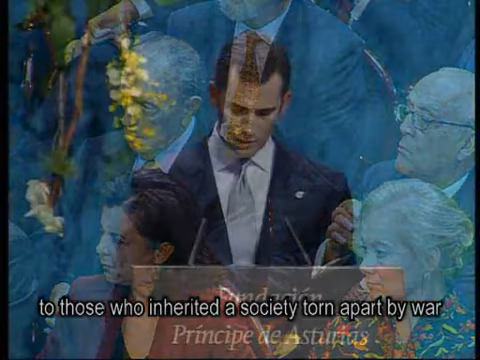 Fundación
to those who inherited a society torn apart by war
Príncipe de Asturias